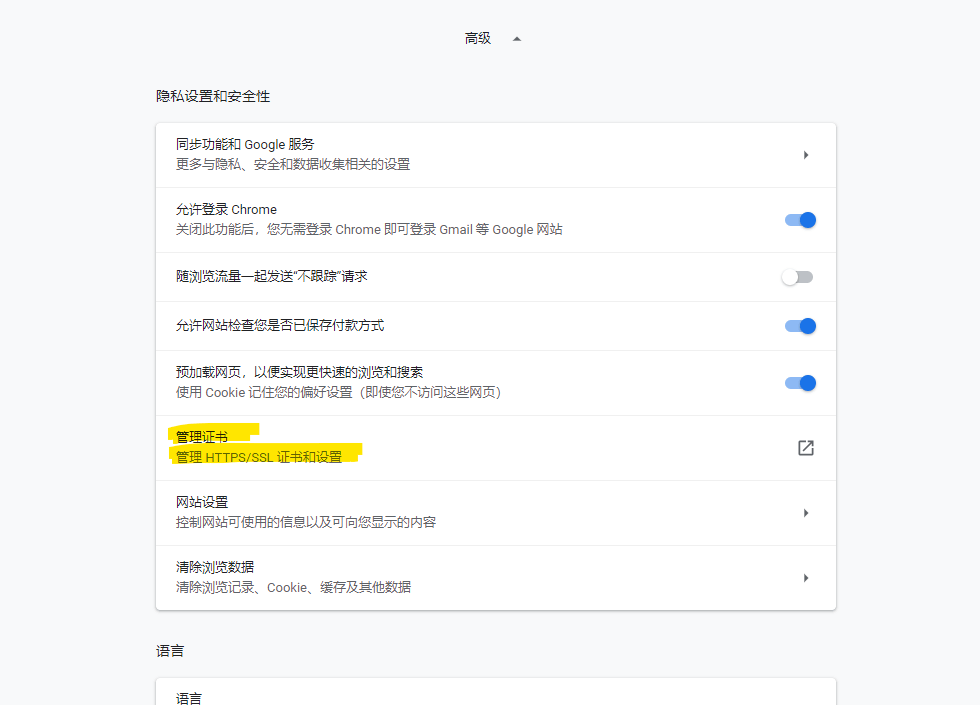 高级
隐私设置和安全性
同步功能和 Google 服务
更多与隐私、安全和数据收集相关的设置
允许登录 Chrome
关闭此功能后，您无需登录 Chrome 即可登录 Gmail 等 Google 网站
随浏览流量一起发送“不跟踪”请求
允许网站检查您是否已保存付款方式
预加载网页，以便实现更快速的浏览和搜索
使用 Cookie 记住您的偏好设置（即使您不访问这些网页）
管理证书
管理 HTTPS/SSL 证书和设置
网站设置
控制网站可使用的信息以及可向您显示的内容
清除浏览数据
清除浏览记录、Cookie、缓存及其他数据
语言
语言